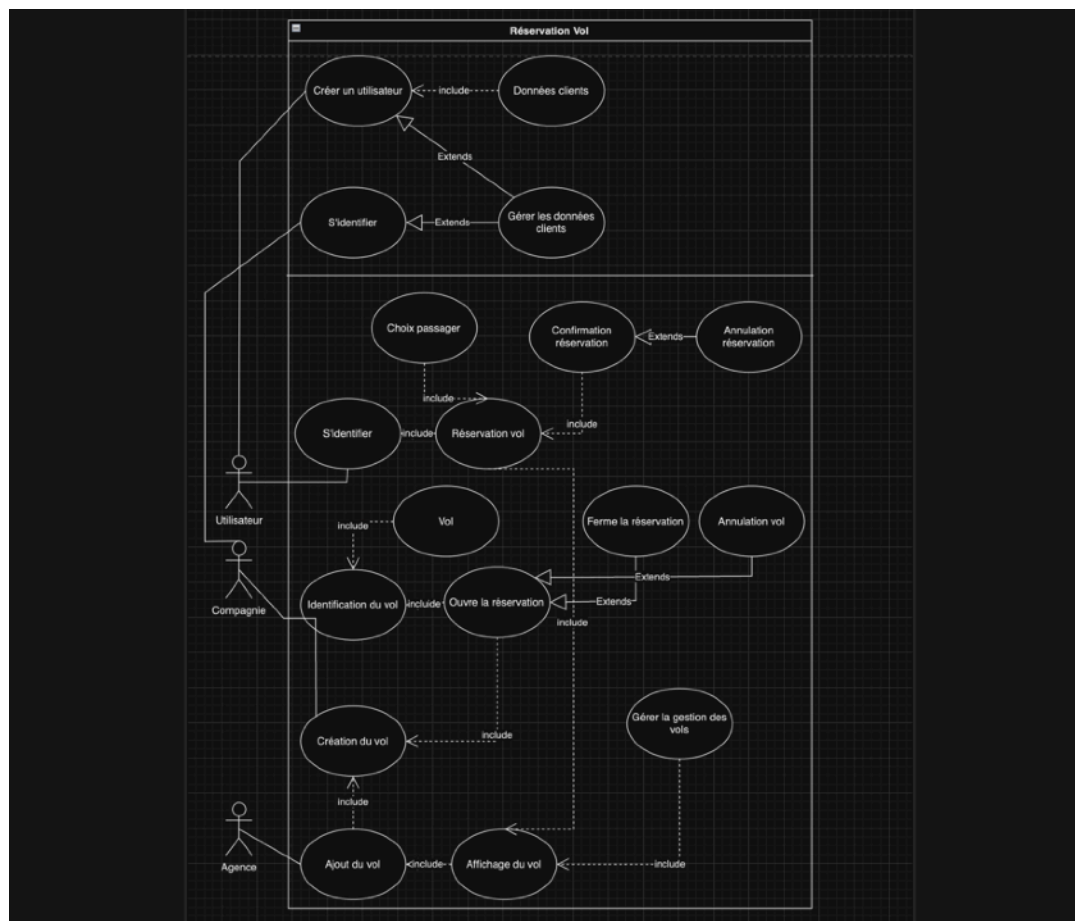 Réservation Vol
Créer un utilisateur
include
Données clients
Extends
S'identifier
Extends
Gérer les données
clients
Choix passager
Confirmation
réservation
Extends
Annulation
réservation
include
S'identifier
include
Réservation vol
include
Utilisateur
include
Vol
Ferme la réservation
Annulation vol
Extends
Compagnie
Identification du vol
incluide
Ouvre la réservation
Extends
include
Gérer la gestion des
vols
Création du vol
include
include
Agence
Ajout du vol
include
Affichage du vol
include